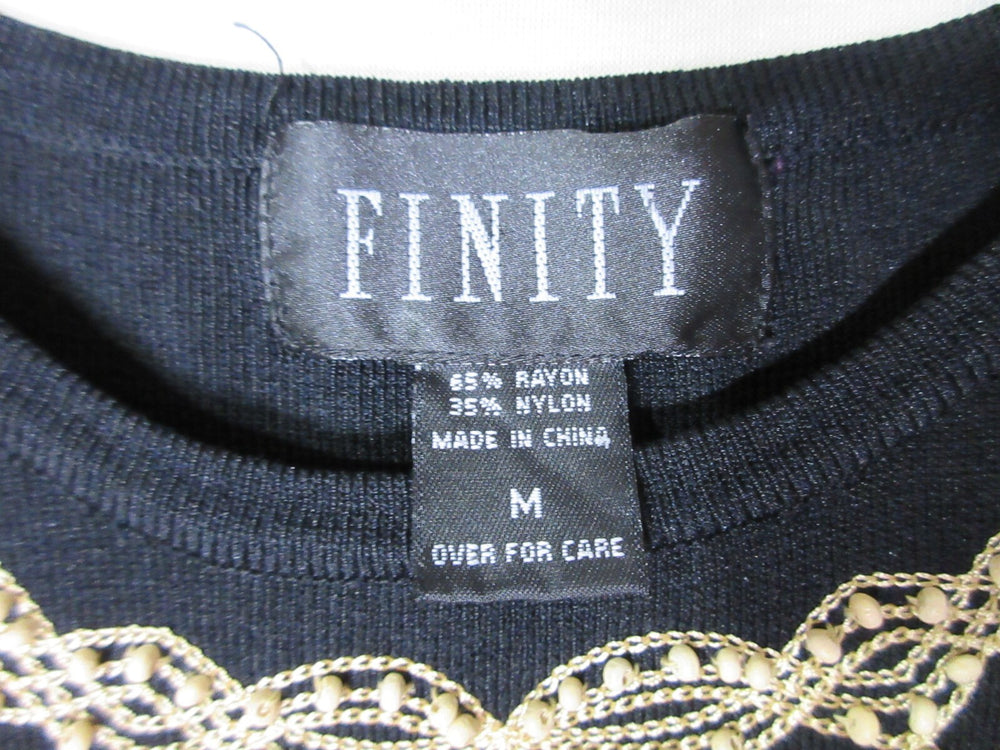 FINITY
65% RAYON
35% NYLON
MADE IN CHINA
M
OVER FOR CARE